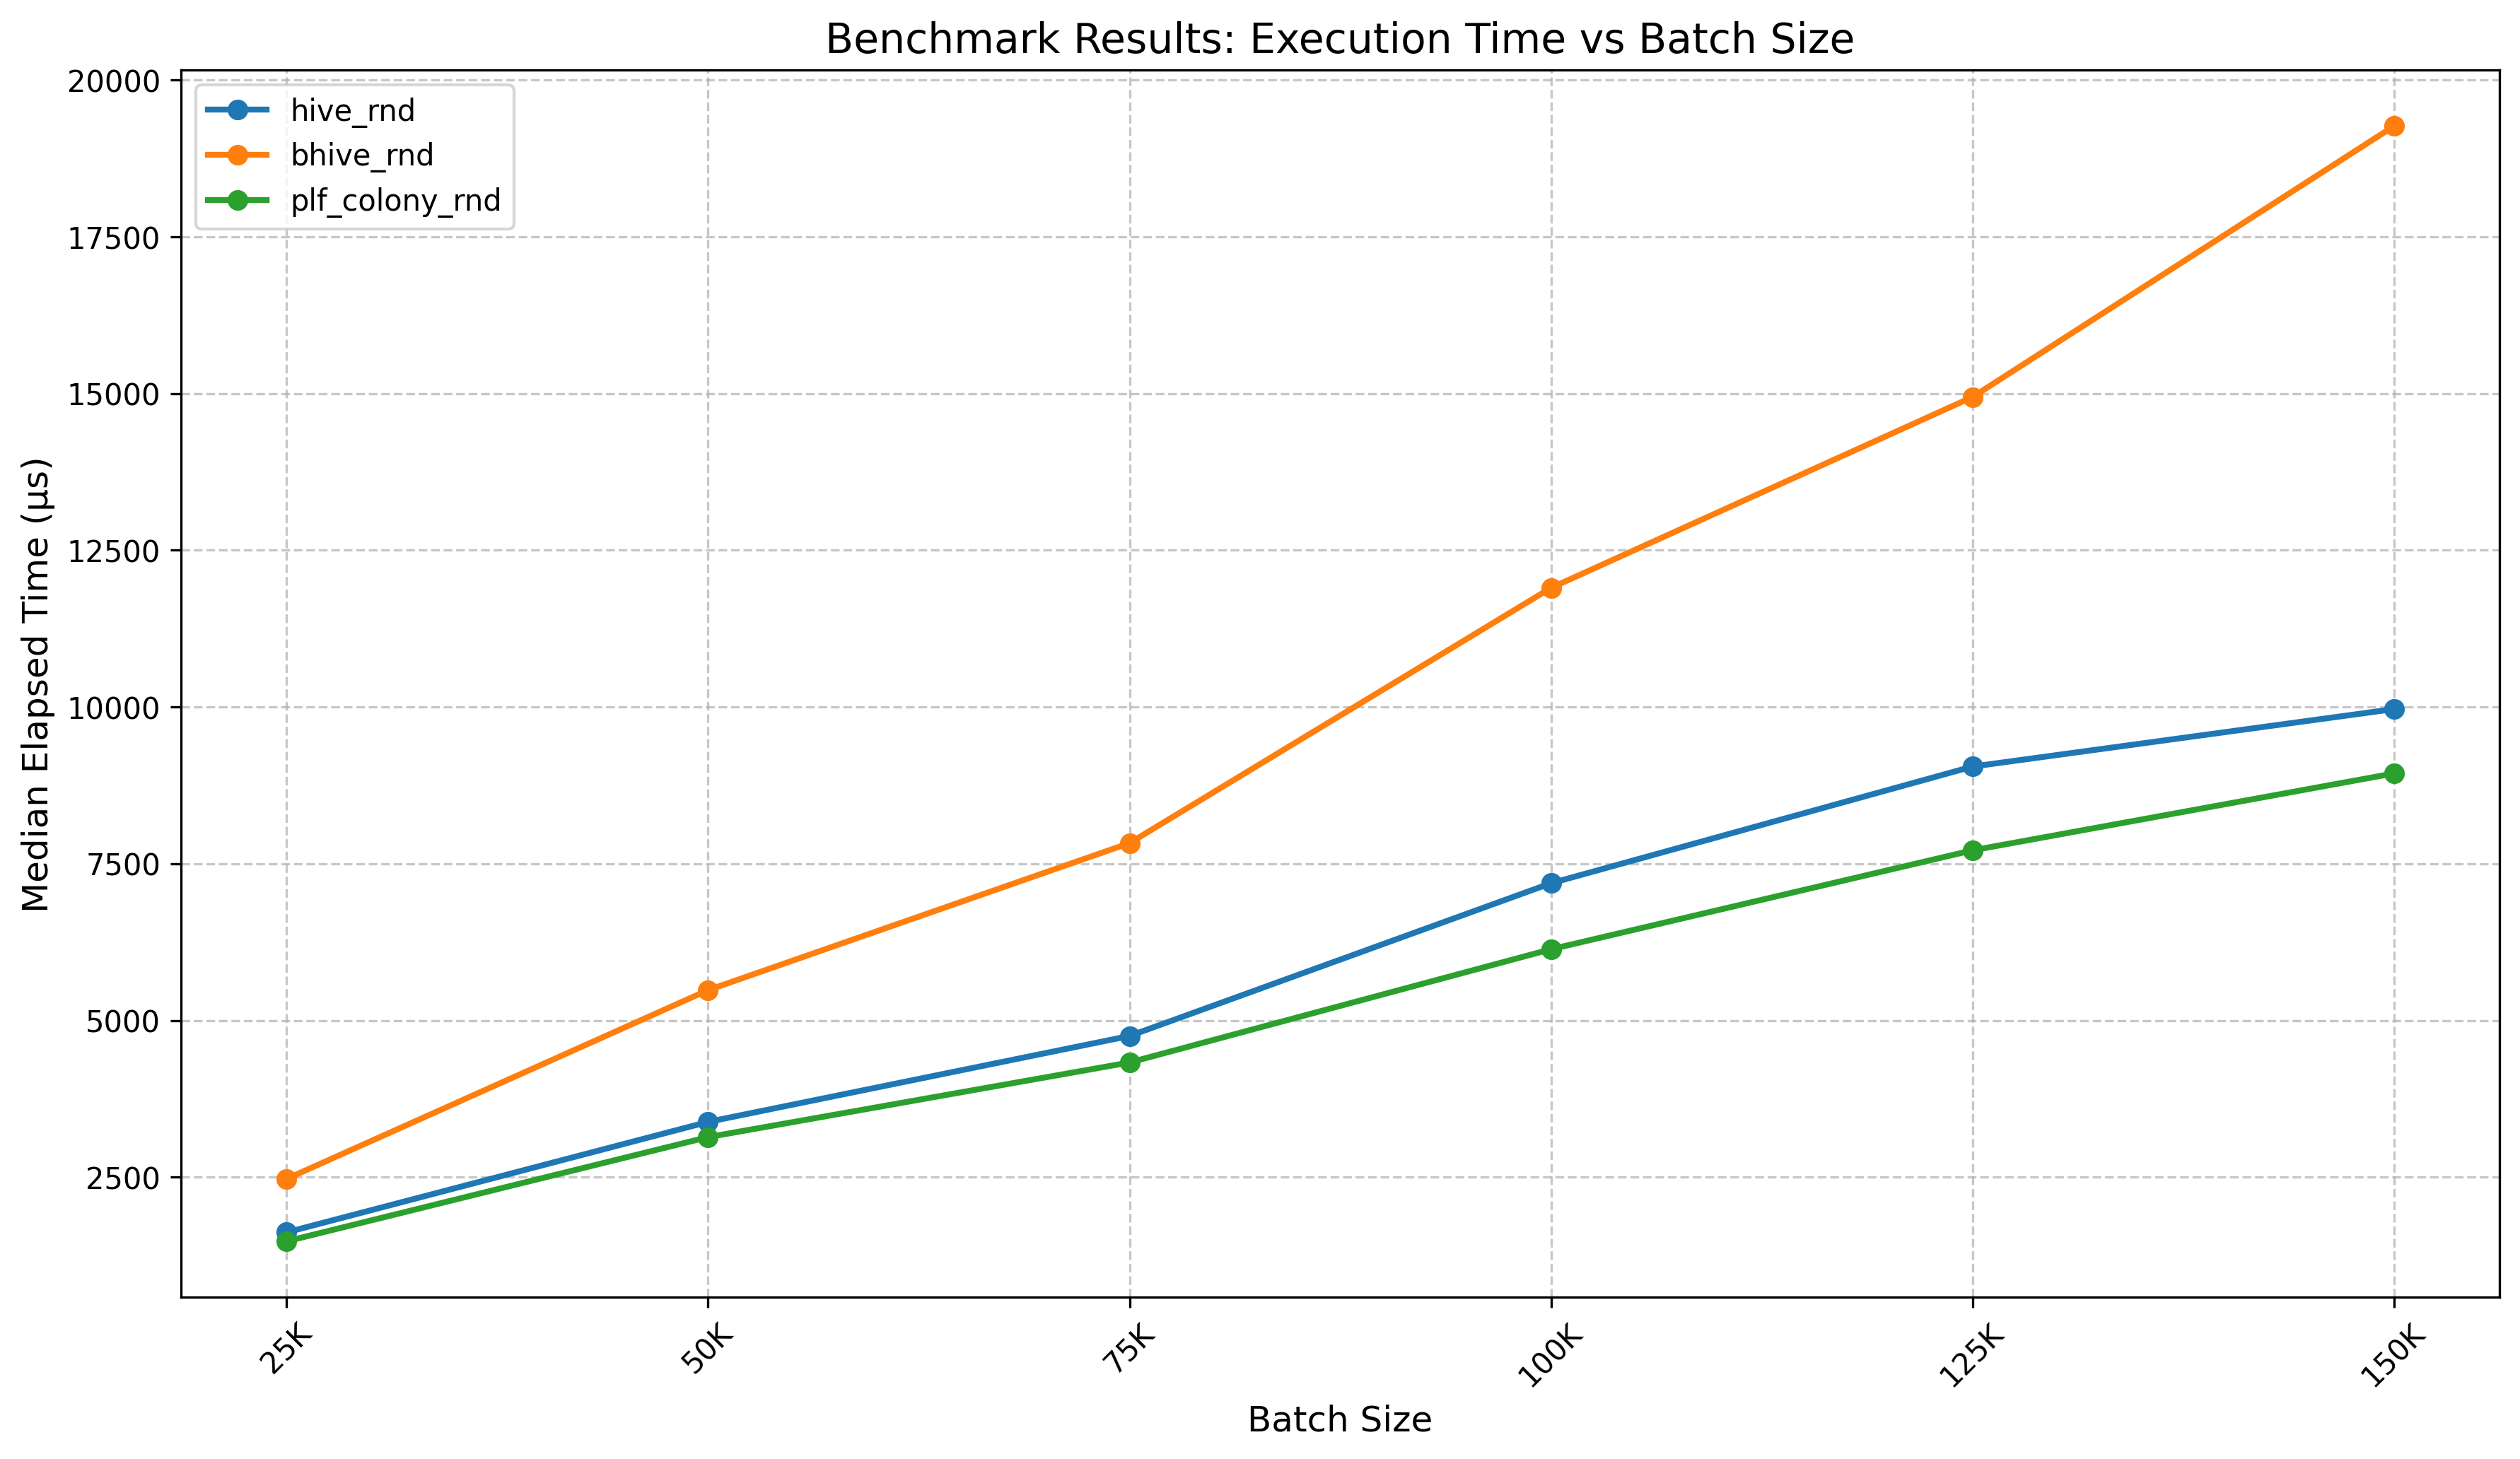 Benchmark Results: Execution Time vs Batch Size
hive_rnd
bhive_rnd
plf_colony_rnd
Median Elapsed Time (μs)
20000
17500
15000
12500
10000
7500
5000
2500
25K
50K
75K
100K
125K
150K
Batch Size